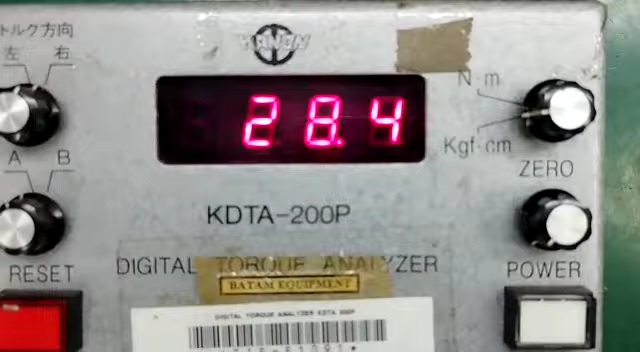 トルク方向
左 右
KANON
28.4
N·m
Kgf·cm
A B
ZERO
KDTA-200P
RESET
DIGITAL TORQUE ANALYZER
POWER
BATAM EQUIPMENT
DIGITAL TORQUE ANALYZER KDTA 200P